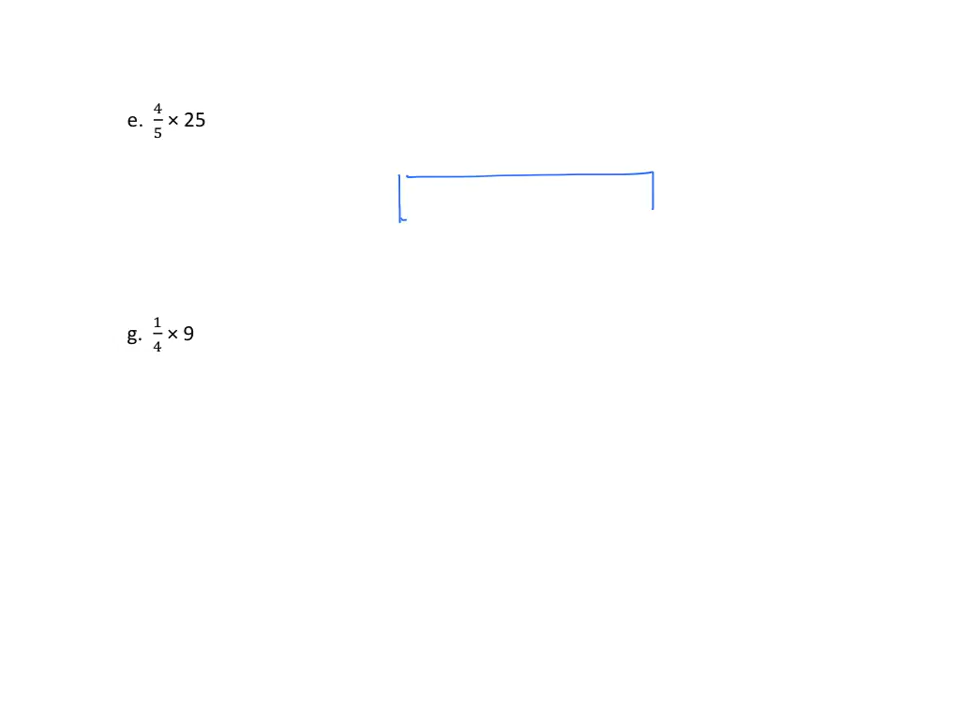 e. 4/5 × 25
g. 1/4 × 9